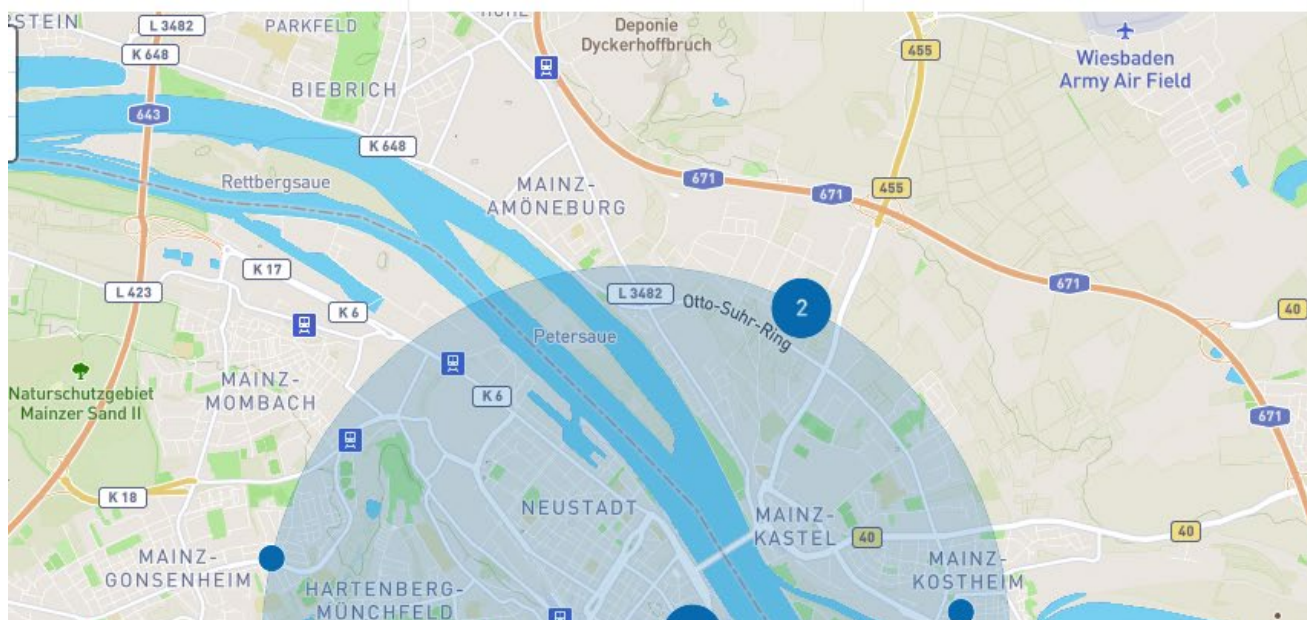 L 3482
PARKFELD
K 648
BIEBRICH
643
K 648
Deponie
Dyckerhoffbruch
455
Wiesbaden
Army Air Field
Rettbergsaue
MAINZ-
AMÖNEBURG
671
671
455
K 17
L 423
K 6
L 3482
Otto-Suhr-Ring
2
671
40
Petersaue
Naturschutzgebiet
Mainzer Sand II
MAINZ-
MOMBACH
K 6
671
K 18
NEUSTADT
MAINZ-
KASTEL
40
40
MAINZ-
GONSENHEIM
HARTENBERG-
MÜNCHFELD
MAINZ-
KOSTHEIM